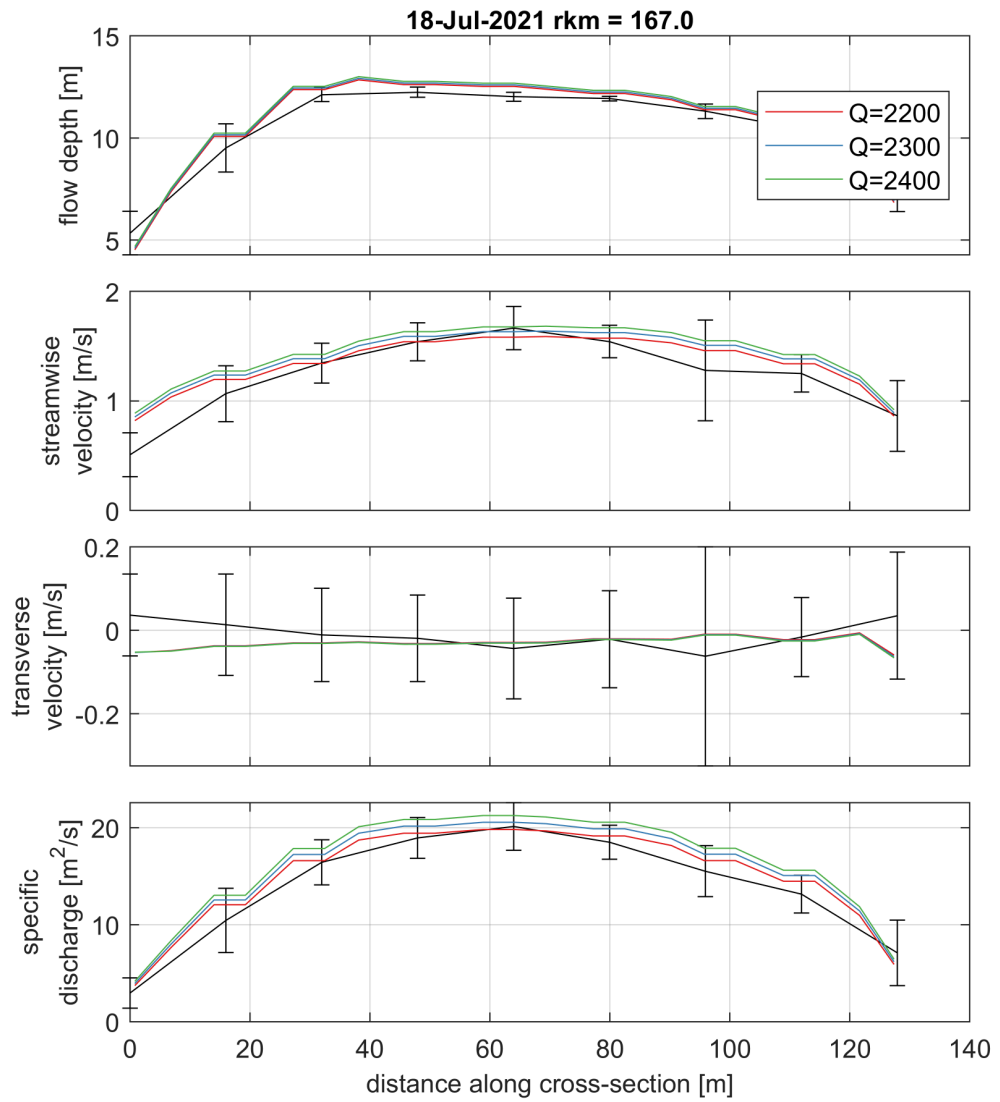 18-Jul-2021 rkm = 167.0
15
10
5
flow depth [m]
Q=2200
Q=2300
Q=2400
2
1
0
streamwise
velocity [m/s]
0.2
0
-0.2
transverse
velocity [m/s]
20
10
0
specific
discharge [m²/s]
0 20 40 60 80 100 120 140
distance along cross-section [m]